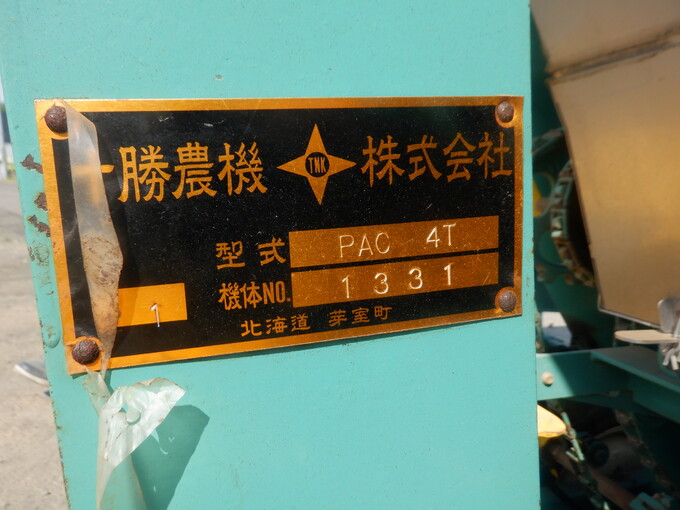 十勝農機 TNK 株式会社
型式 PAC 4T
機体NO. 1331
1
北海道 芽室町